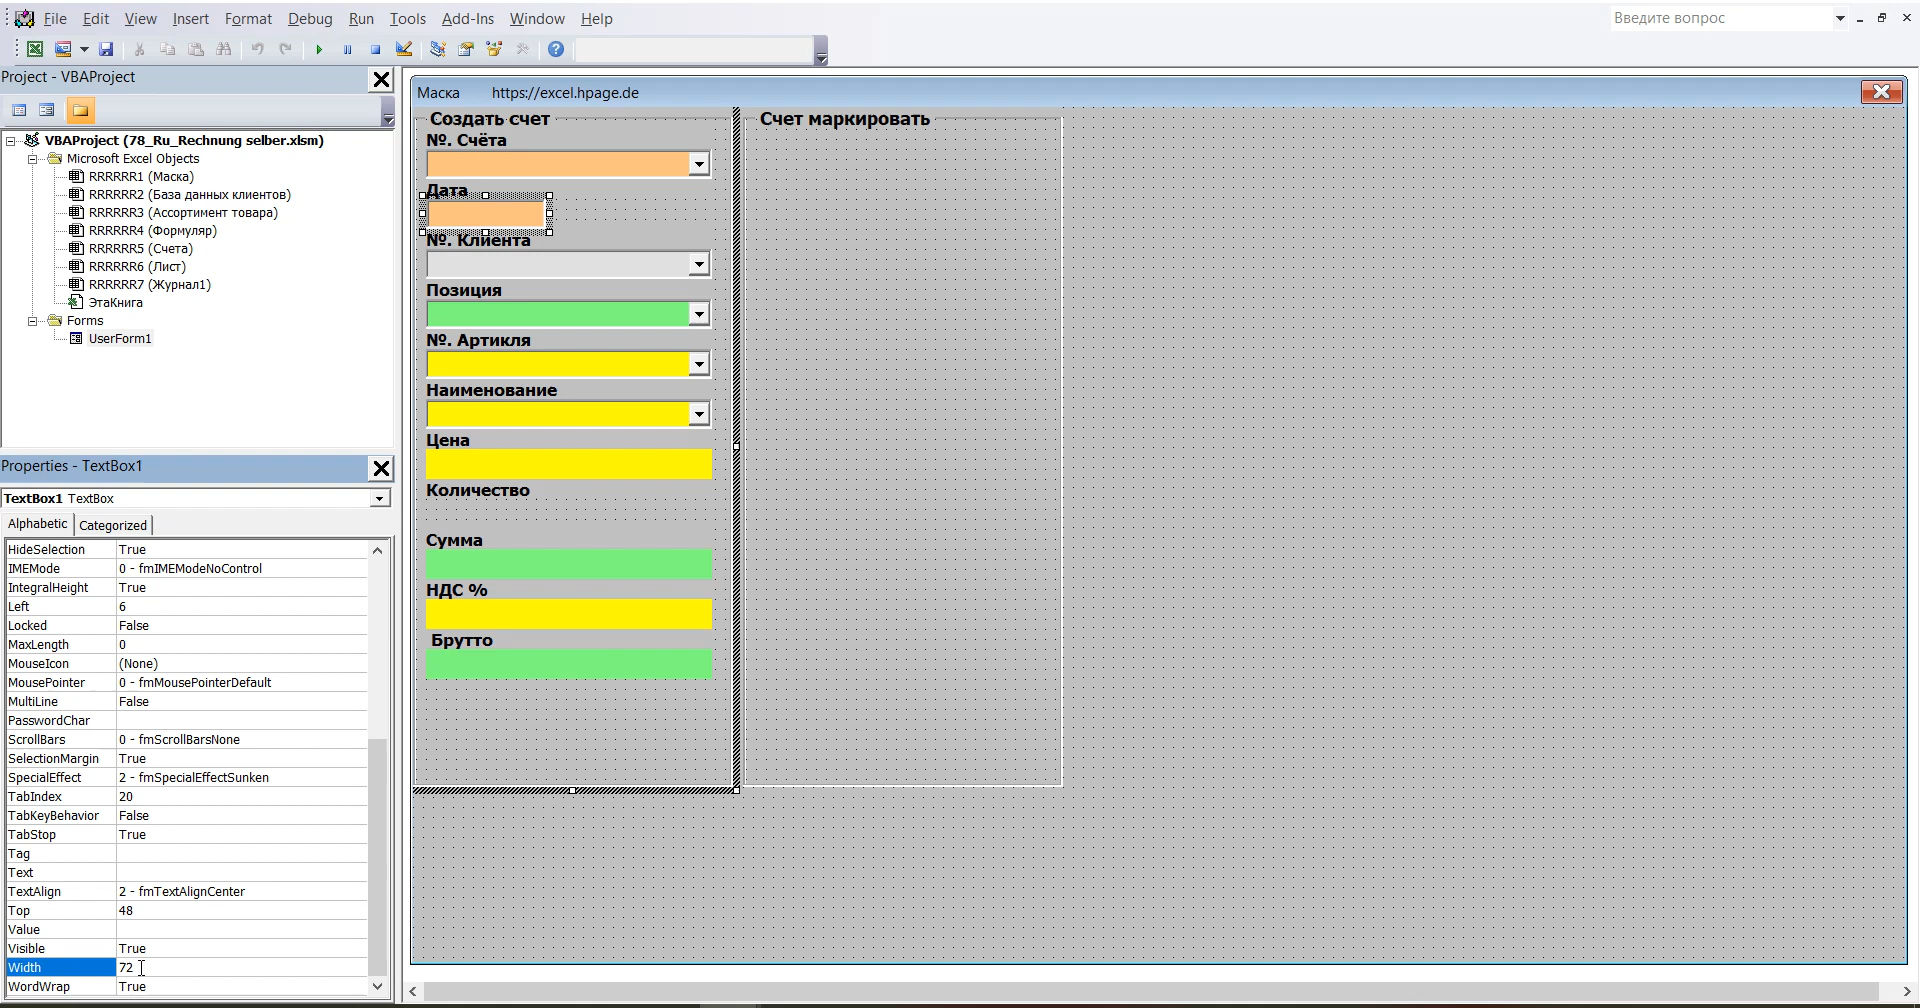 File Edit View Insert Format Debug Run Tools Add-Ins Window Help
Введите вопрос
Project - VBAProject
VBAProject (78_Ru_Rechnung selber.xlsm)
Microsoft Excel Objects
RRRRRR1 (Маска)
RRRRRR2 (База данных клиентов)
RRRRRR3 (Ассортимент товара)
RRRRRR4 (Формуляр)
RRRRRR5 (Счета)
RRRRRR6 (Лист)
RRRRRR7 (Журнал1)
ЭтаКнига
Forms
UserForm1
Properties - TextBox1
TextBox1 TextBox
Alphabetic Categorized
HideSelection True
IMEMode 0 - fmIMEModeNoControl
IntegralHeight True
Left 6
Locked False
MaxLength 0
MouseIcon (None)
MousePointer 0 - fmMousePointerDefault
MultiLine False
PasswordChar
ScrollBars 0 - fmScrollBarsNone
SelectionMargin True
SpecialEffect 2 - fmSpecialEffectSunken
TabIndex 20
TabKeyBehavior False
TabStop True
Tag
Text
TextAlign 2 - fmTextAlignCenter
Top 48
Value
Visible True
Width 72
WordWrap True
Маска https://excel.hpage.de
Создать счет
№. Счёта
Дата
№. Клиента
Позиция
№. Артикля
Наименование
Цена
Количество
Сумма
НДС %
Брутто
Счет маркировать